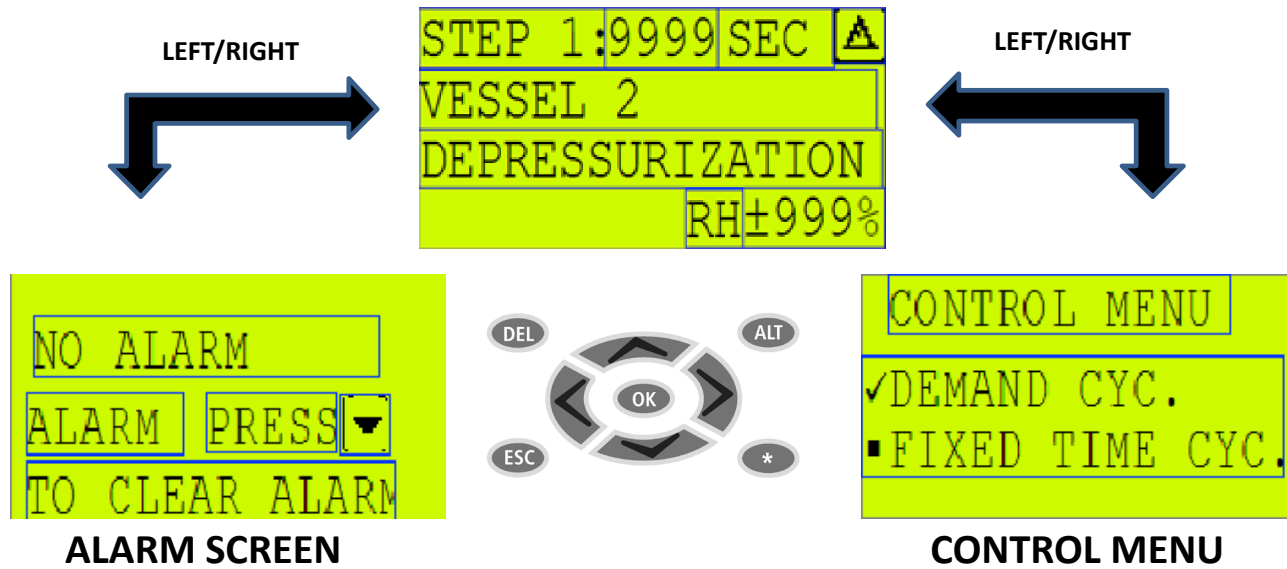 LEFT/RIGHT
STEP 1:9999 SEC
LEFT/RIGHT
VESSEL 2
DEPRESSURIZATION
RH±999%
NO ALARM
ALARM PRESS
TO CLEAR ALARM
DEL
ALT
OK
ESC
*
CONTROL MENU
✓DEMAND CYC.
▪FIXED TIME CYC.
ALARM SCREEN
CONTROL MENU